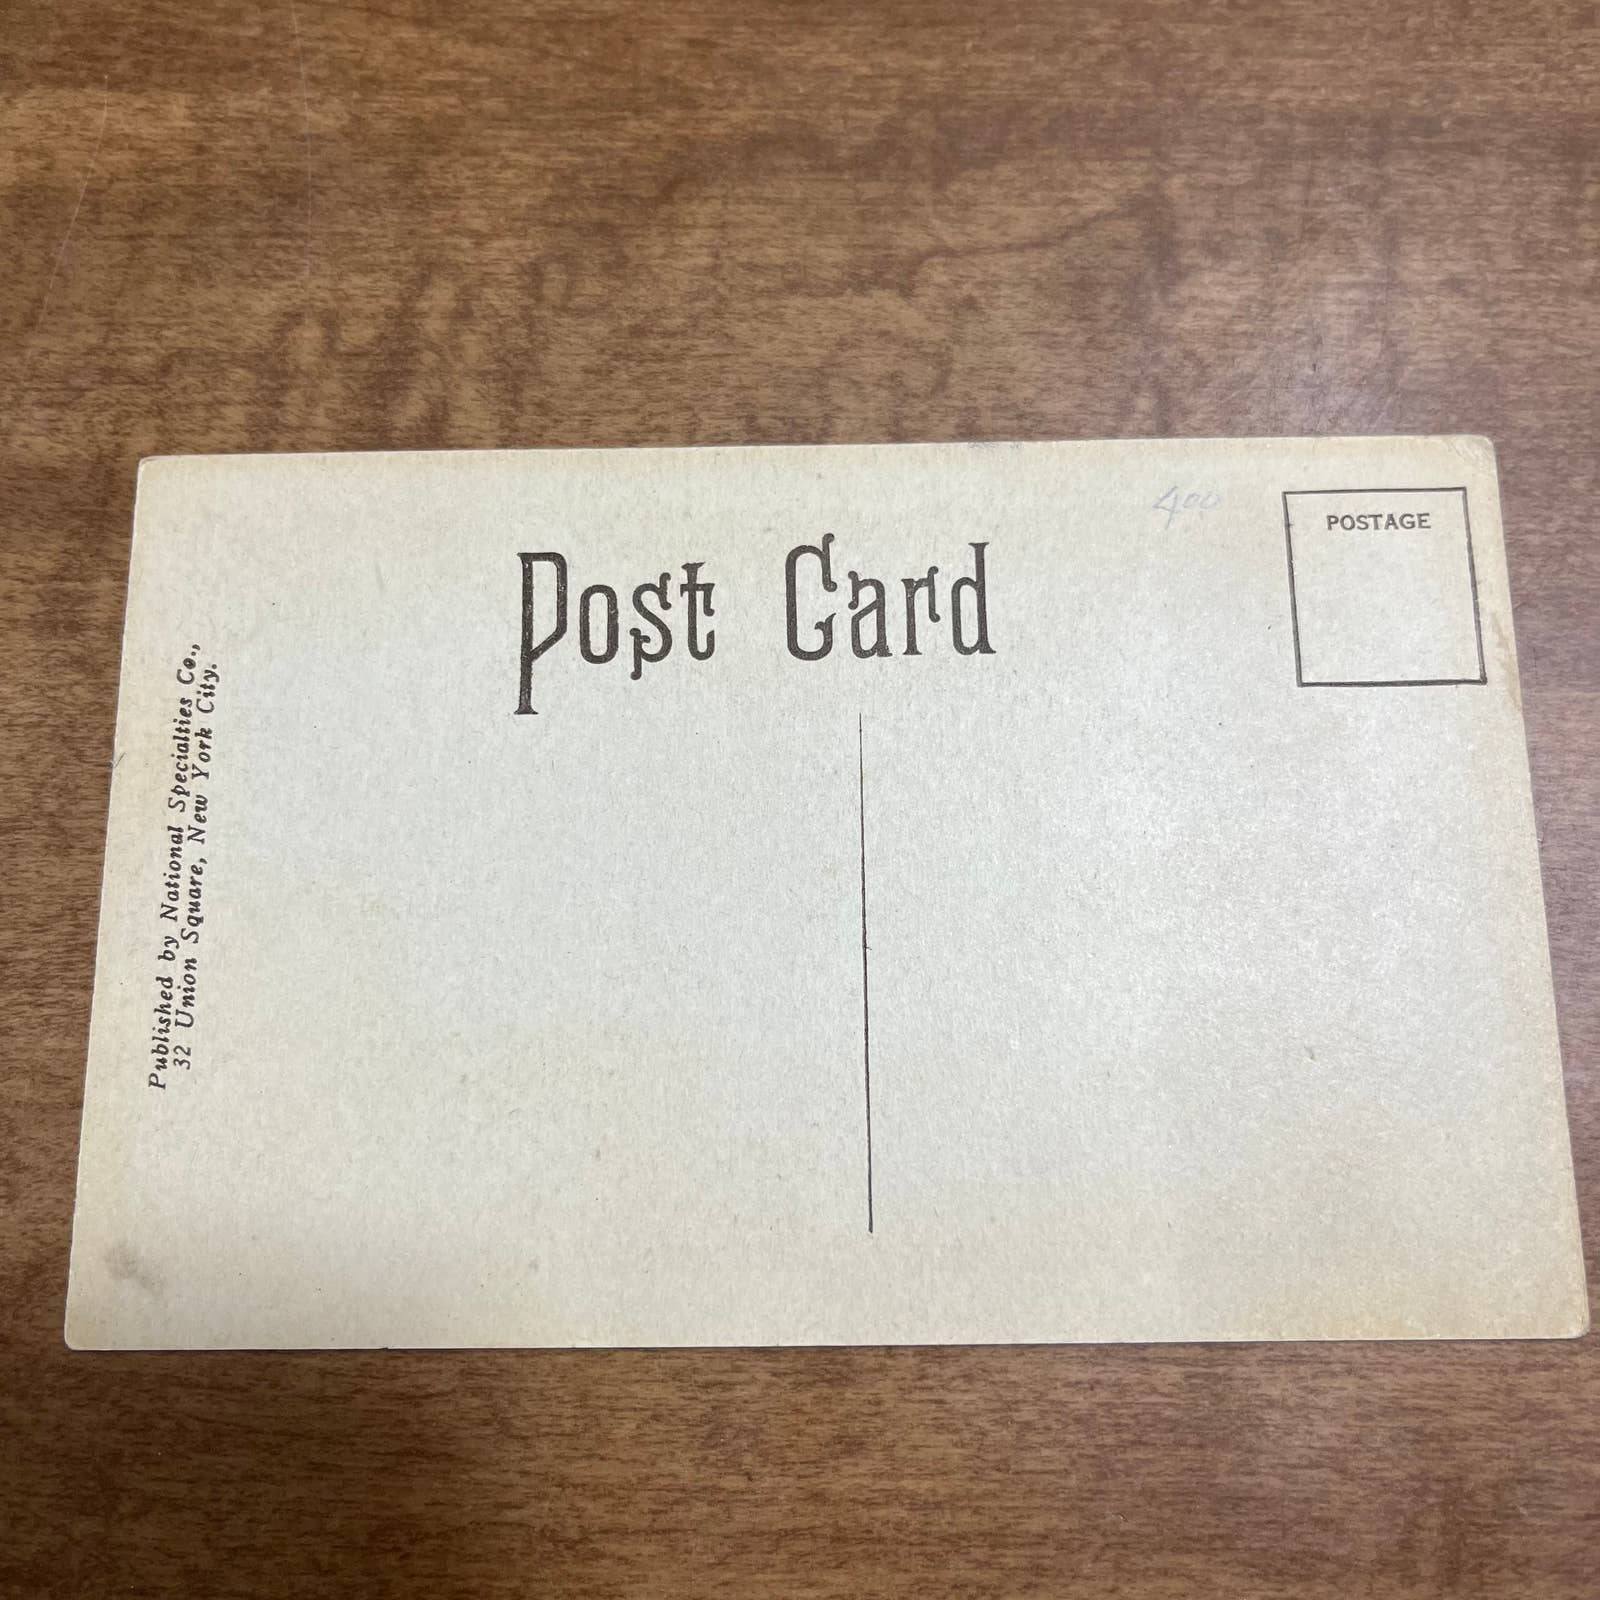 400
POSTAGE
Post Card
Published by National Specialties Co.,
32 Union Square, New York City.